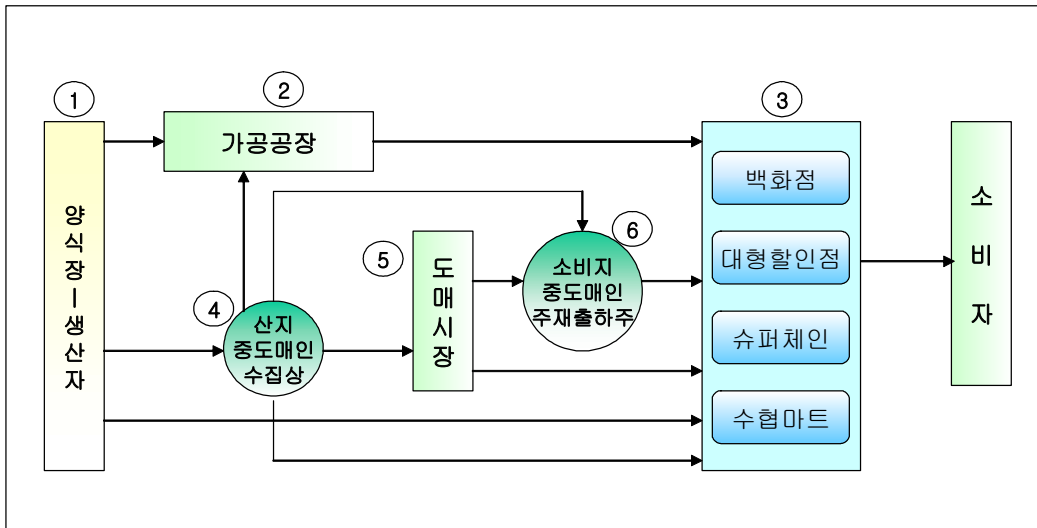 ①
양식장-생산자
②
가공공장
③
백화점
대형할인점
슈퍼체인
수협마트
④
산지
중도매인
수집상
⑤
도매시장
⑥
소비지
중도매인
주재출하주
소비자